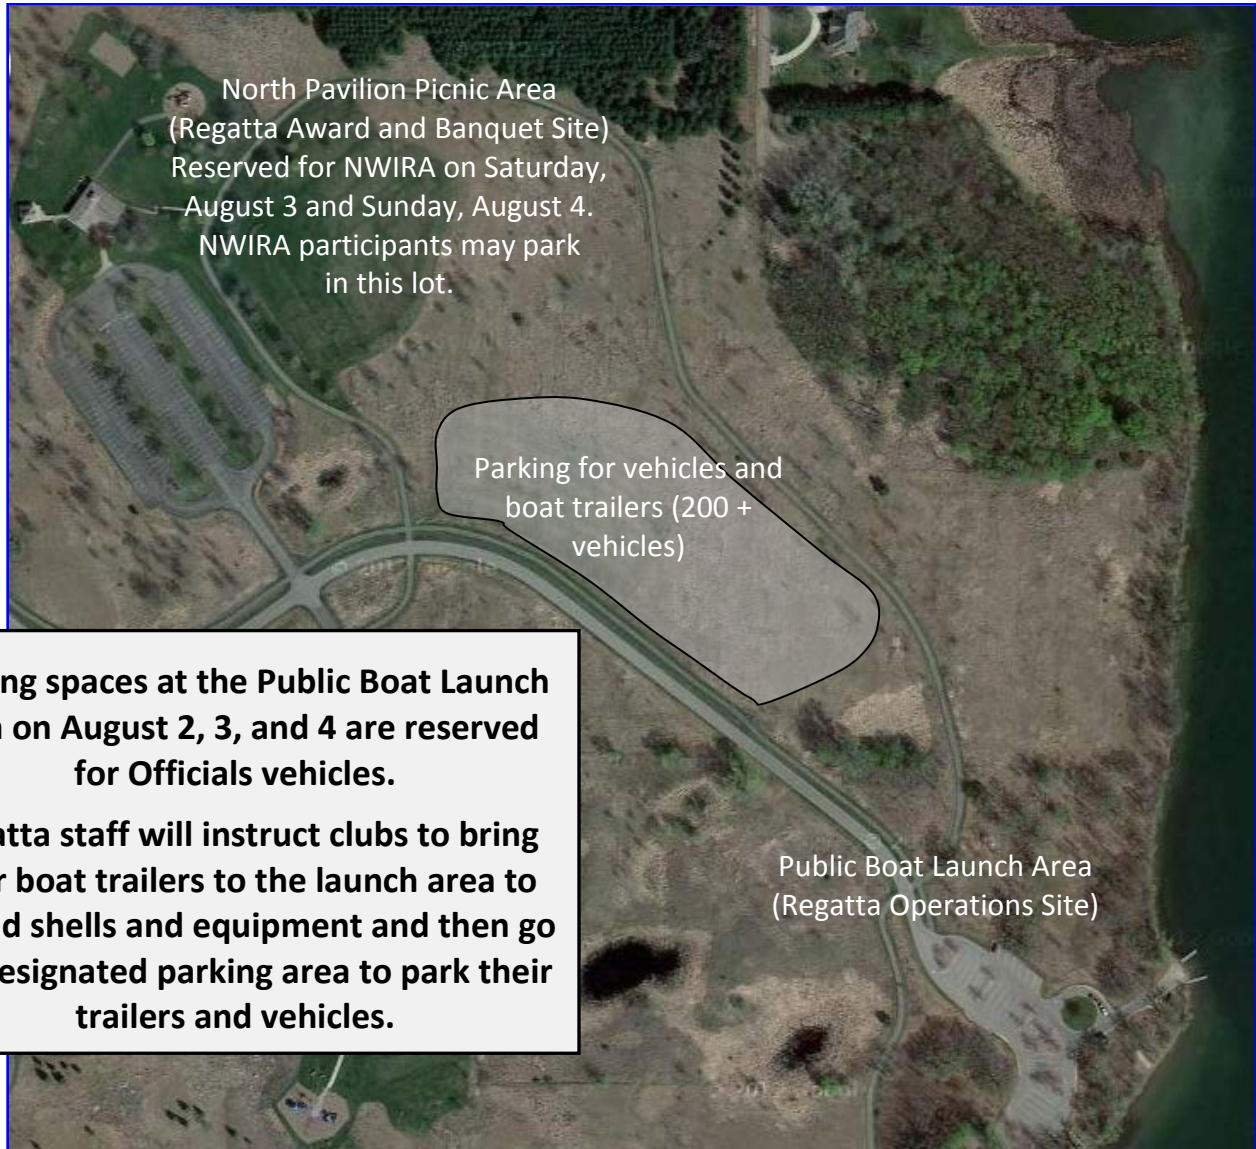 North Pavilion Picnic Area
(Regatta Award and Banquet Site)
Reserved for NWIRA on Saturday,
August 3 and Sunday, August 4.
NWIRA participants may park
in this lot.
Parking for vehicles and
boat trailers (200 +
vehicles)
spaces at the Public Boat Launch
on August 2, 3, and 4 are reserved
for Officials vehicles.
staff will instruct clubs to bring
boat trailers to the launch area to
shells and equipment and then go
parking area to park their
trailers and vehicles.
Public Boat Launch Area
(Regatta Operations Site)